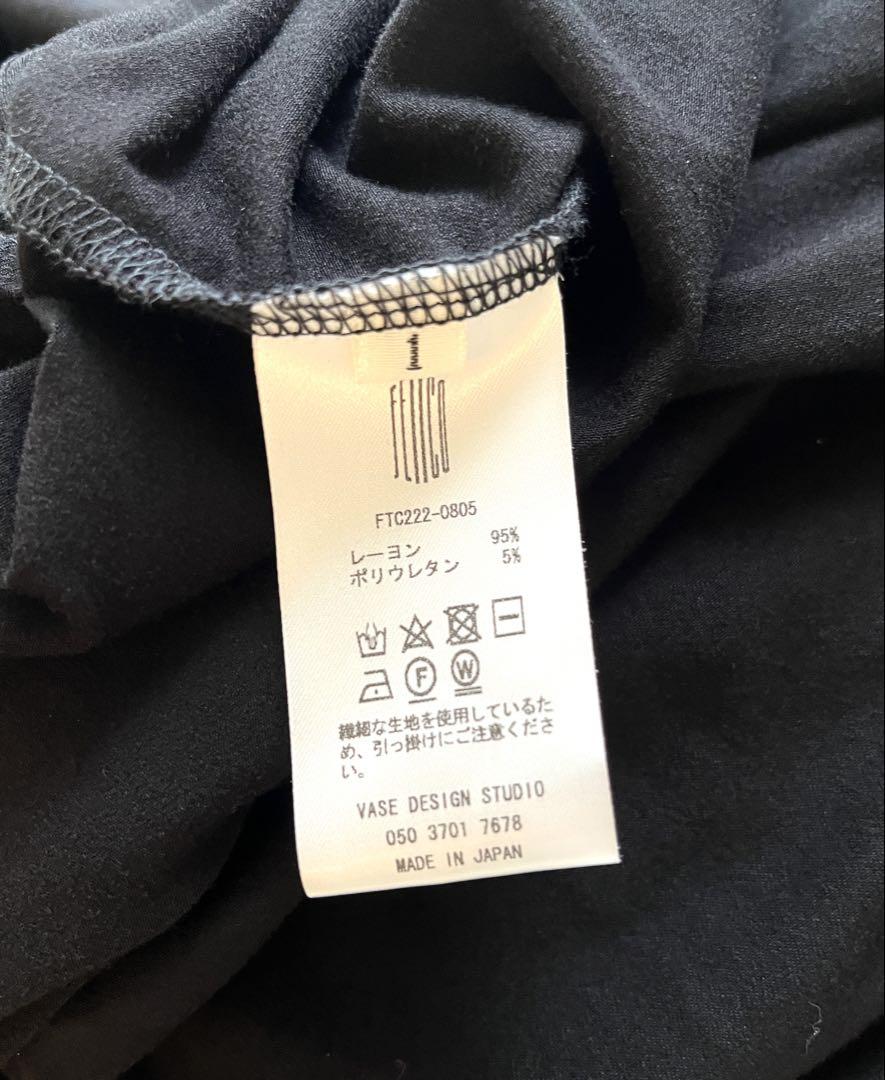 FETICO
FTC222-0805
レーヨン 95%
ポリウレタン 5%
F W
繊細な生地を使用しているた
め、引っ掛けにご注意くださ
い。
VASE DESIGN STUDIO
050 3701 7678
MADE IN JAPAN